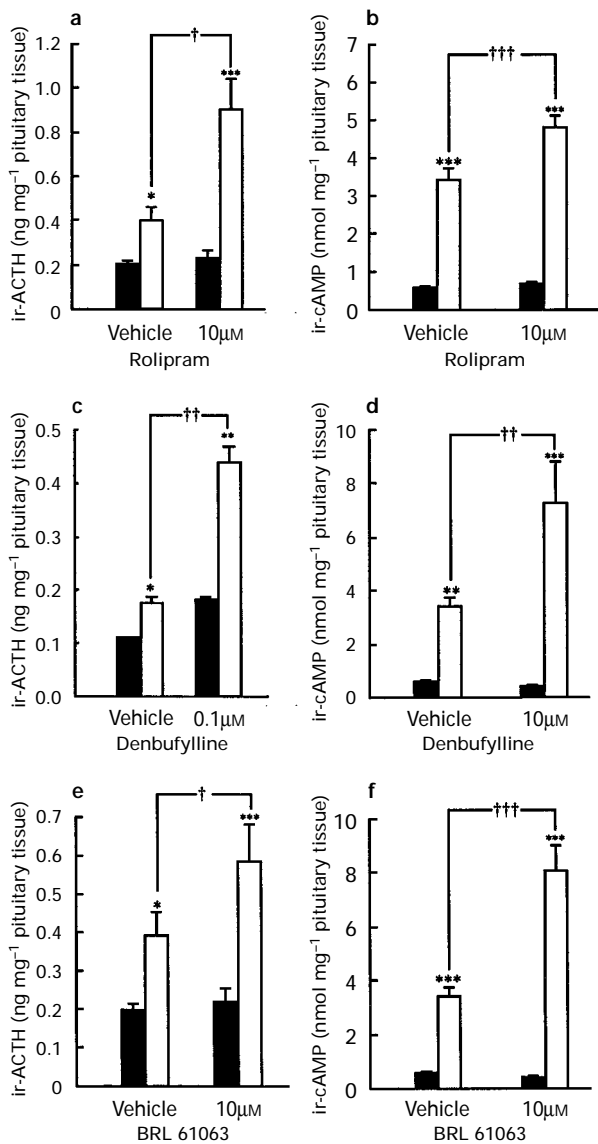 a
ir-ACTH (ng mg⁻¹ pituitary tissue)
1.2
1.0
0.8
0.6
0.4
0.2
0
†
*
***
Vehicle 10µM
Rolipram
b
ir-cAMP (nmol mg⁻¹ pituitary tissue)
7
6
5
4
3
2
1
0
†††
***
***
Vehicle 10µM
Rolipram
c
ir-ACTH (ng mg⁻¹ pituitary tissue)
0.5
0.4
0.3
0.2
0.1
0.0
††
*
**
Vehicle 0.1µM
Denbufylline
d
ir-cAMP (nmol mg⁻¹ pituitary tissue)
10
8
6
4
2
0
††
**
***
Vehicle 10µM
Denbufylline
e
ir-ACTH (ng mg⁻¹ pituitary tissue)
0.7
0.6
0.5
0.4
0.3
0.2
0.1
0
†
*
***
Vehicle 10µM
BRL 61063
f
ir-cAMP (nmol mg⁻¹ pituitary tissue)
10
8
6
4
2
0
†††
***
***
Vehicle 10µM
BRL 61063